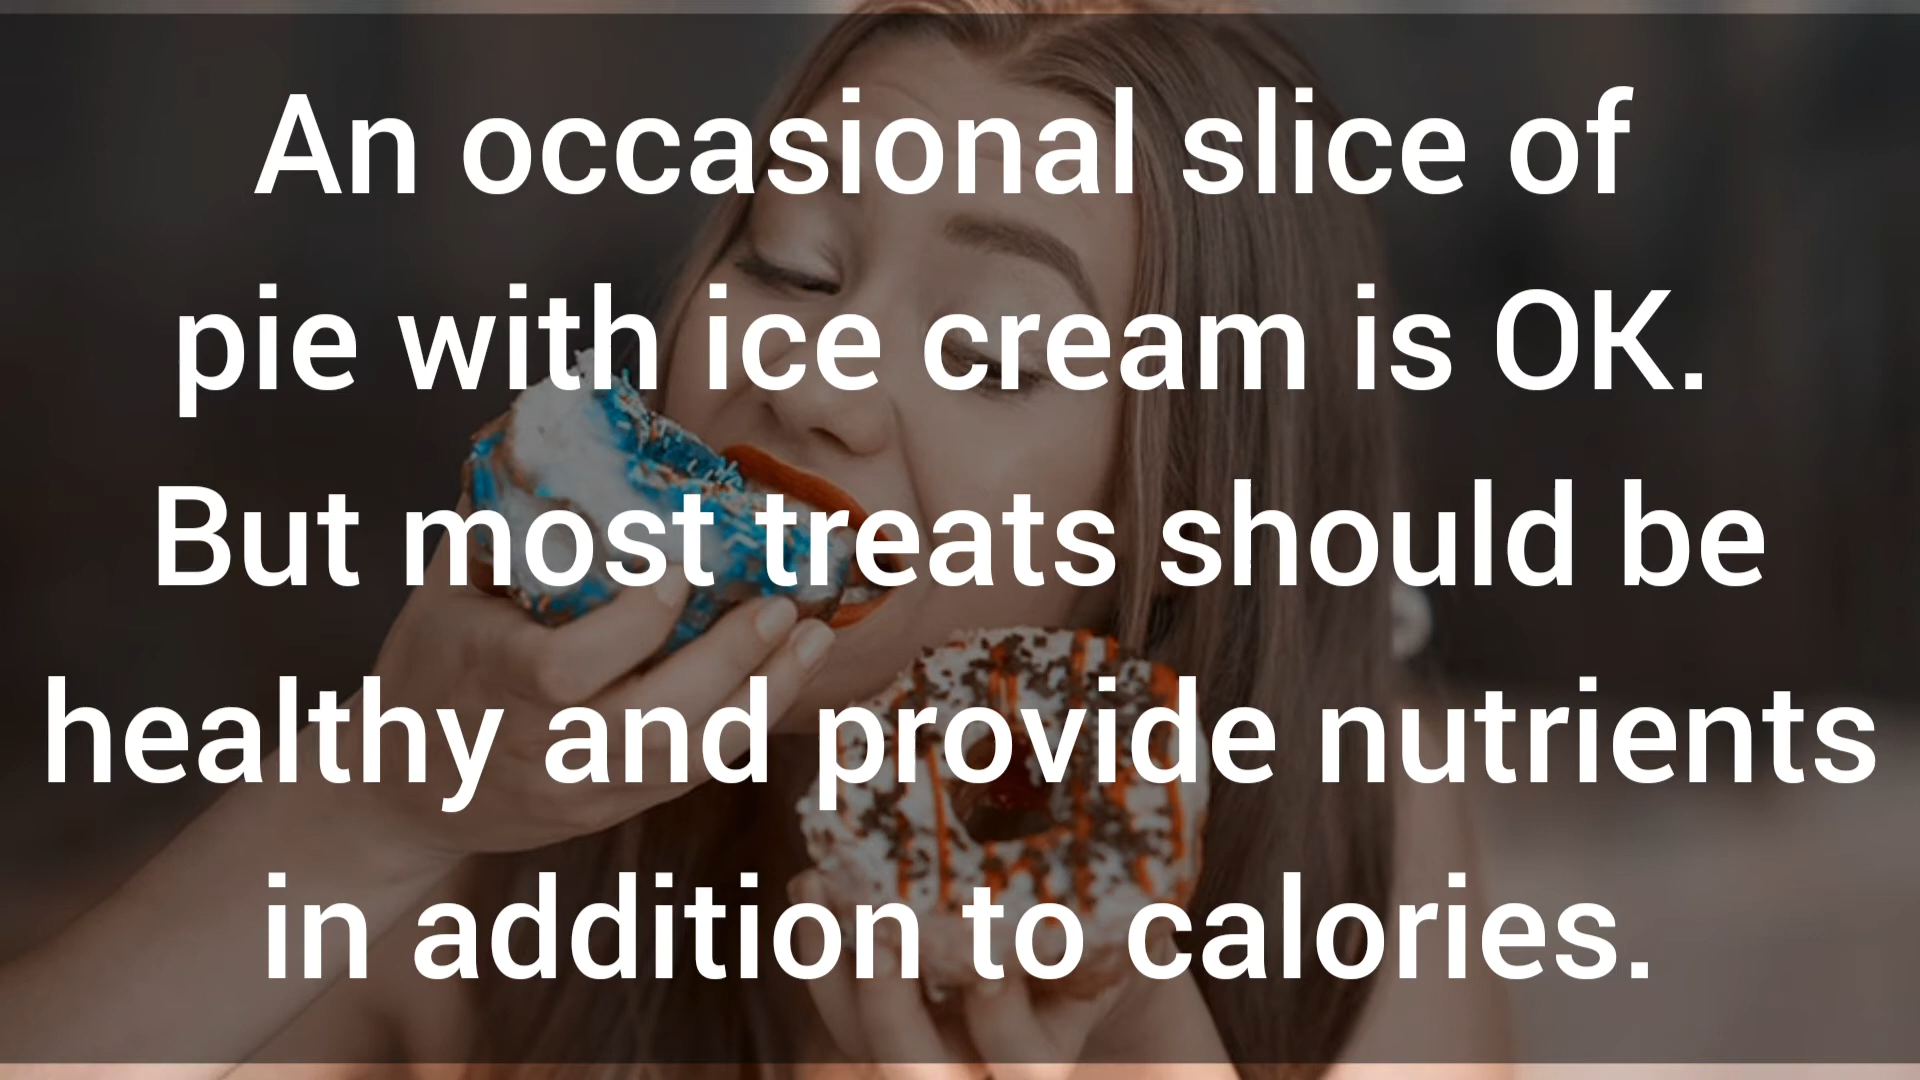 An occasional slice of
pie with ice cream is OK.
But most treats should be
healthy and provide nutrients
in addition to calories.